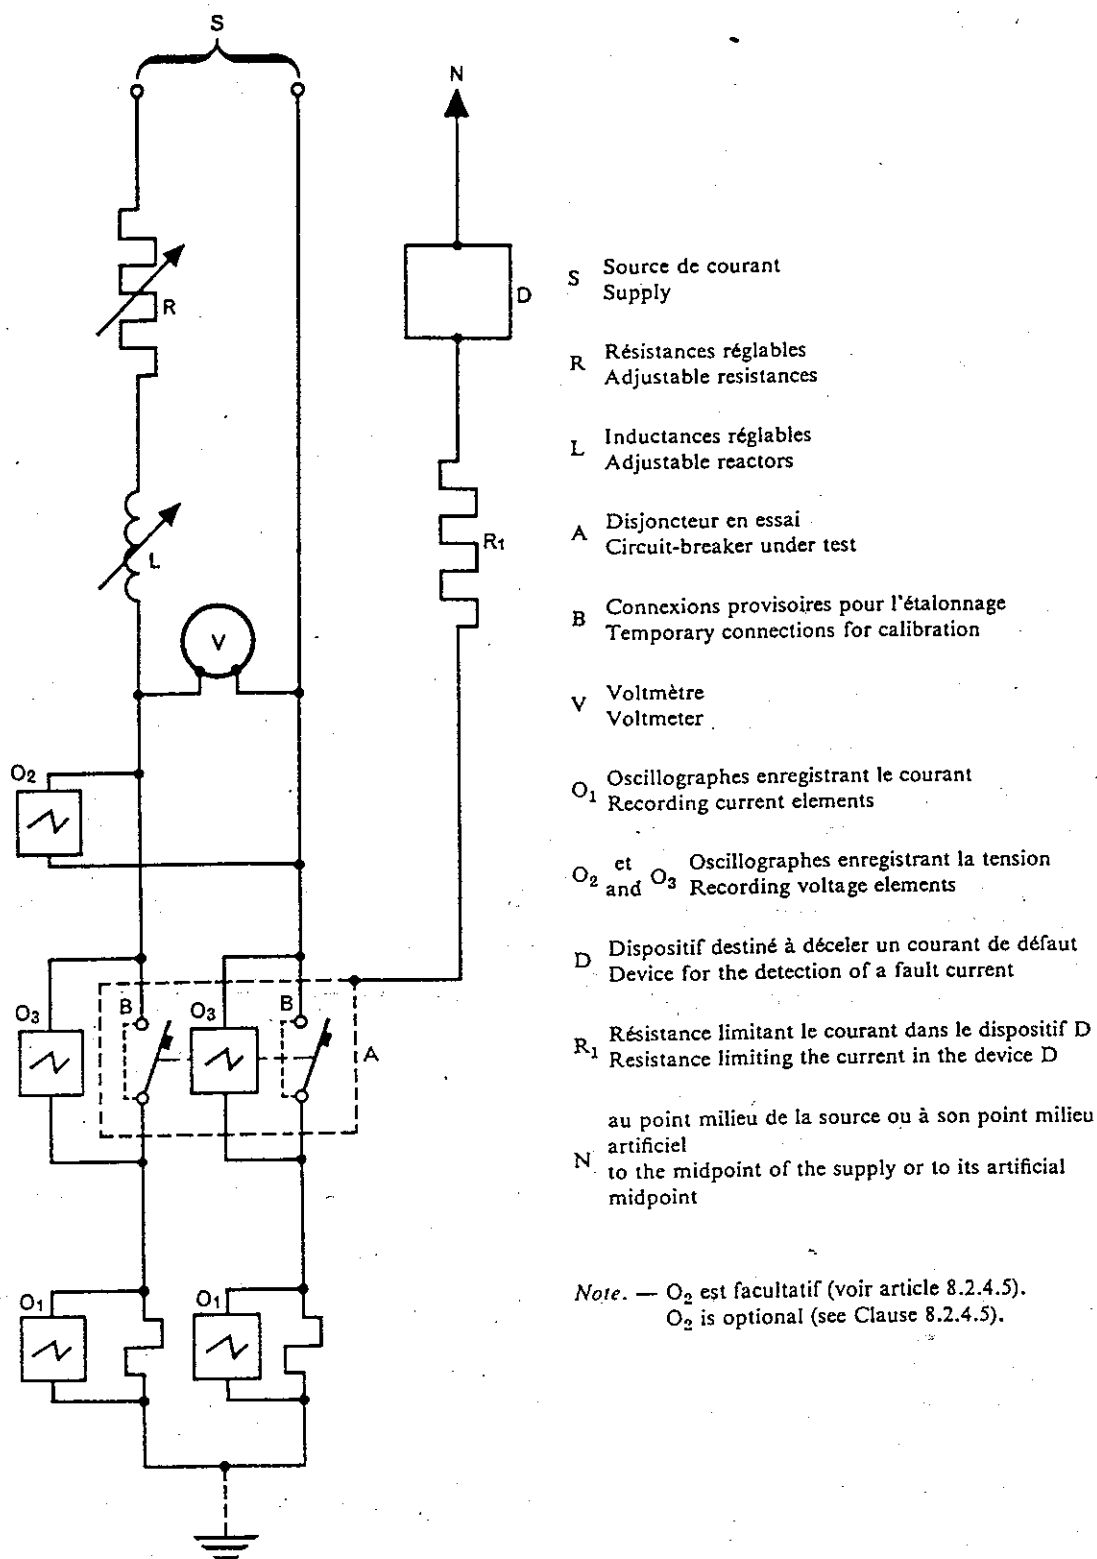 S
N
R
D
L
R₁
V
O₂
B
O₃
B
O₃
A
O₁
O₁
S Source de courant
Supply
R Résistances réglables
Adjustable resistances
L Inductances réglables
Adjustable reactors
A Disjoncteur en essai
Circuit-breaker under test
B Connexions provisoires pour l'étalonnage
Temporary connections for calibration
V Voltmètre
Voltmeter
O₁ Oscillographes enregistrant le courant
Recording current elements
O₂ et O₃ Oscillographes enregistrant la tension
and Recording voltage elements
D Dispositif destiné à déceler un courant de défaut
Device for the detection of a fault current
R₁ Résistance limitant le courant dans le dispositif D
Resistance limiting the current in the device D
au point milieu de la source ou à son point milieu
artificiel
N to the midpoint of the supply or to its artificial
midpoint
Note. — O₂ est facultatif (voir article 8.2.4.5).
O₂ is optional (see Clause 8.2.4.5).